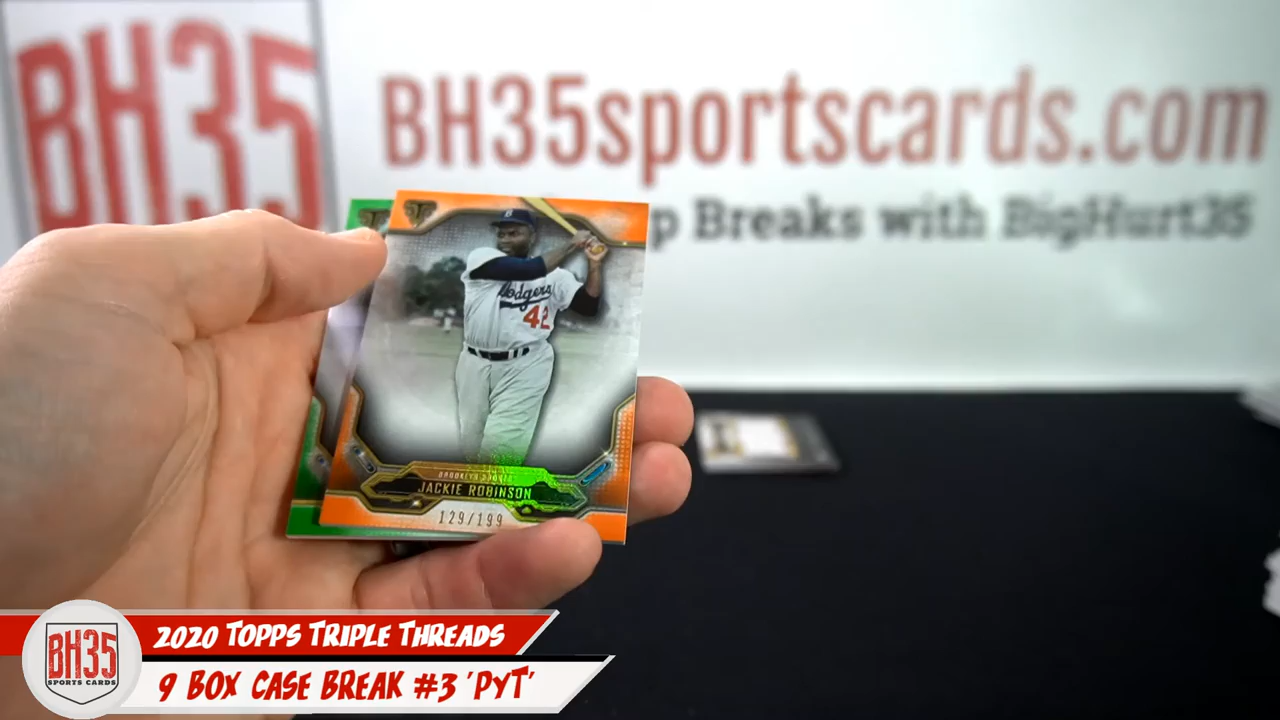 BH35
BH35sportscards.com
p Breaks with BigHurt35
B
Dodgers
42
JACKIE ROBINSON
129/199
BH35
SPORTS CARDS
2020 TOPPS TRIPLE THREADS
9 BOX CASE BREAK #3 'PYT'